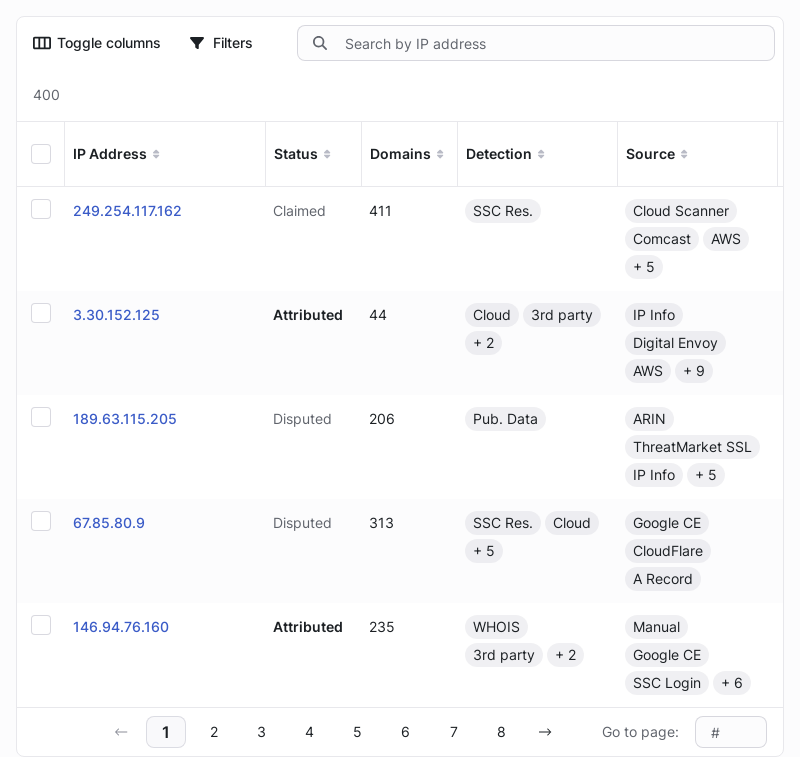 Toggle columns Filters Search by IP address
400
IP Address Status Domains Detection Source
249.254.117.162 Claimed 411 SSC Res. Cloud Scanner
Comcast AWS
+ 5
3.30.152.125 Attributed 44 Cloud 3rd party IP Info
+ 2 Digital Envoy
AWS + 9
189.63.115.205 Disputed 206 Pub. Data ARIN
ThreatMarket SSL
IP Info + 5
67.85.80.9 Disputed 313 SSC Res. Cloud Google CE
+ 5 CloudFlare
A Record
146.94.76.160 Attributed 235 WHOIS Manual
3rd party + 2 Google CE
SSC Login + 6
← 1 2 3 4 5 6 7 8 → Go to page: #